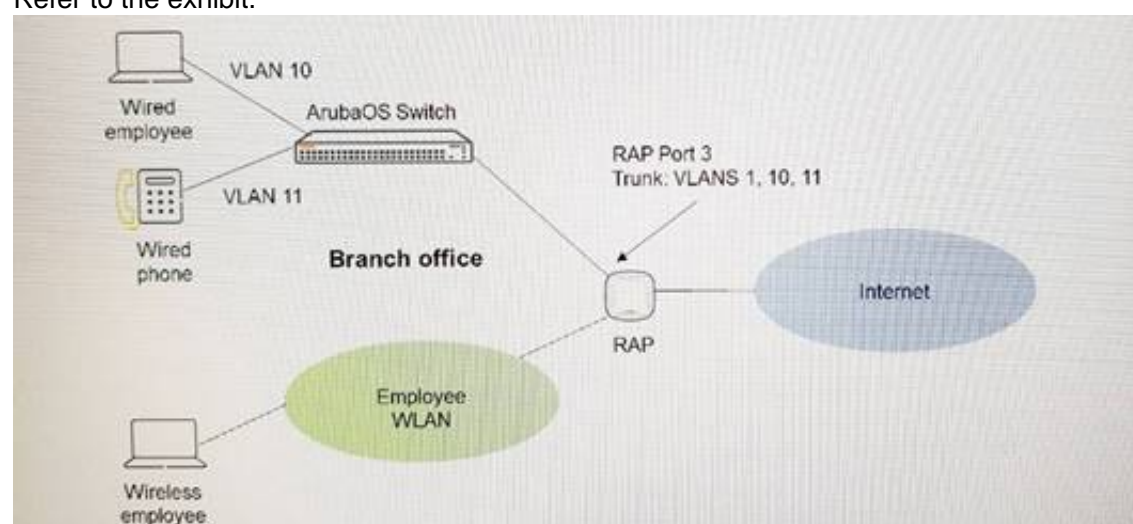 Refer to the exhibit.
VLAN 10
Wired
employee
ArubaOS Switch
RAP Port 3
Trunk: VLANS 1, 10, 11
VLAN 11
Wired
phone
Branch office
Internet
RAP
Employee
WLAN
Wireless
employee